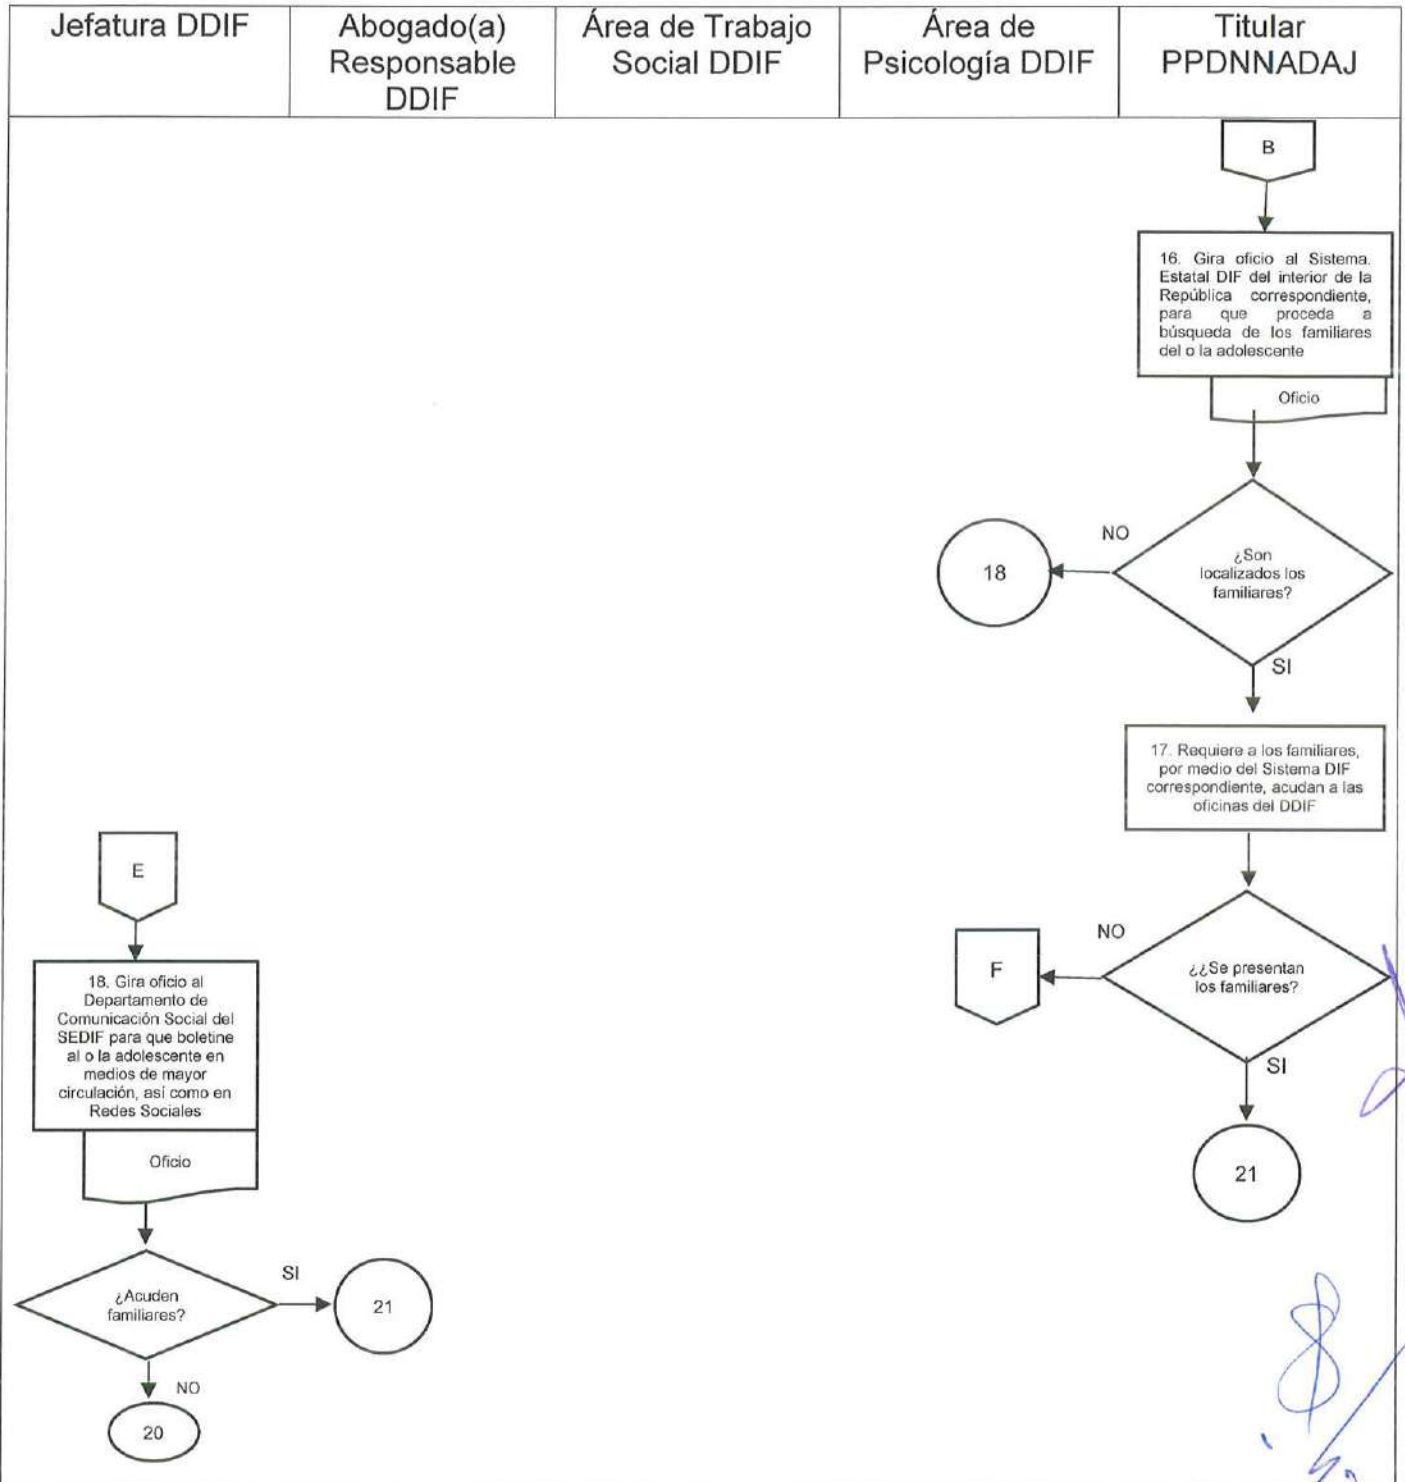 Jefatura DDIF
Abogado(a)
Responsable
DDIF
Área de Trabajo
Social DDIF
Área de
Psicología DDIF
Titular
PPDNNADAJ
B
16. Gira oficio al Sistema.
Estatal DIF del interior de la
República correspondiente,
para que proceda a
búsqueda de los familiares
del o la adolescente
Oficio
¿Son
localizados los
familiares?
NO
18
SI
17. Requiere a los familiares,
por medio del Sistema DIF
correspondiente, acudan a las
oficinas del DDIF
¿¿Se presentan
los familiares?
NO
F
SI
21
E
18. Gira oficio al
Departamento de
Comunicación Social del
SEDIF para que boletine
al o la adolescente en
medios de mayor
circulación, así como en
Redes Sociales
Oficio
¿Acuden
familiares?
SI
21
NO
20